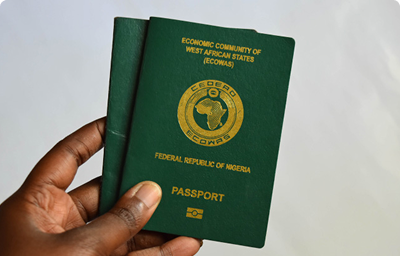 ECONOMIC COMMUNITY OF
WEST AFRICAN STATES
(ECOWAS)
CEDEAO
ECOWAS
FEDERAL REPUBLIC OF NIGERIA
PASSPORT